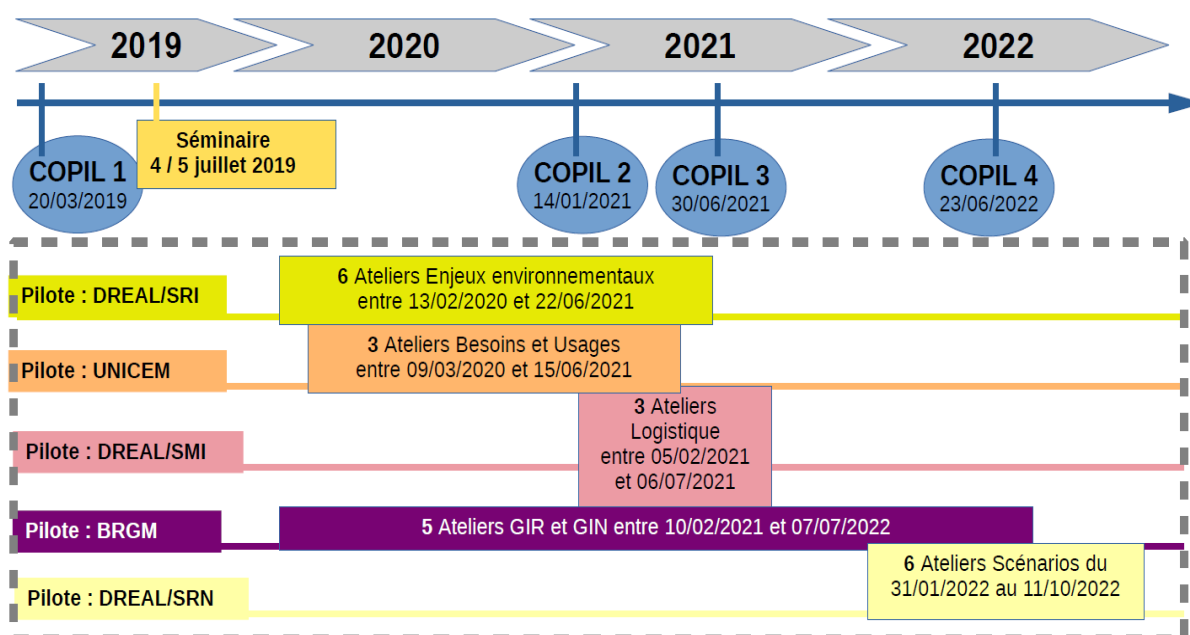 2019
2020
2021
2022
Séminaire
4 / 5 juillet 2019
COPIL 1
20/03/2019
COPIL 2
14/01/2021
COPIL 3
30/06/2021
COPIL 4
23/06/2022
Pilote : DREAL/SRI
6 Ateliers Enjeux environnementaux
entre 13/02/2020 et 22/06/2021
Pilote : UNICEM
3 Ateliers Besoins et Usages
entre 09/03/2020 et 15/06/2021
Pilote : DREAL/SMI
3 Ateliers
Logistique
entre 05/02/2021
et 06/07/2021
Pilote : BRGM
5 Ateliers GIR et GIN entre 10/02/2021 et 07/07/2022
Pilote : DREAL/SRN
6 Ateliers Scénarios du
31/01/2022 au 11/10/2022